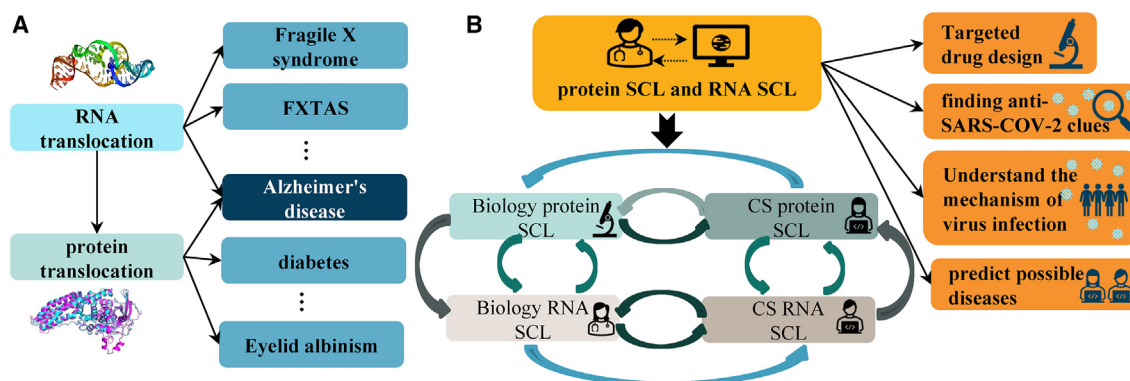 A
RNA
translocation
protein
translocation
Fragile X
syndrome
FXTAS
...
Alzheimer's
disease
diabetes
...
Eyelid albinism
B
protein SCL and RNA SCL
Biology protein
SCL
CS protein
SCL
Biology RNA
SCL
CS RNA
SCL
Targeted
drug design
finding anti-
SARS-COV-2 clues
Understand the
mechanism of
virus infection
predict possible
diseases